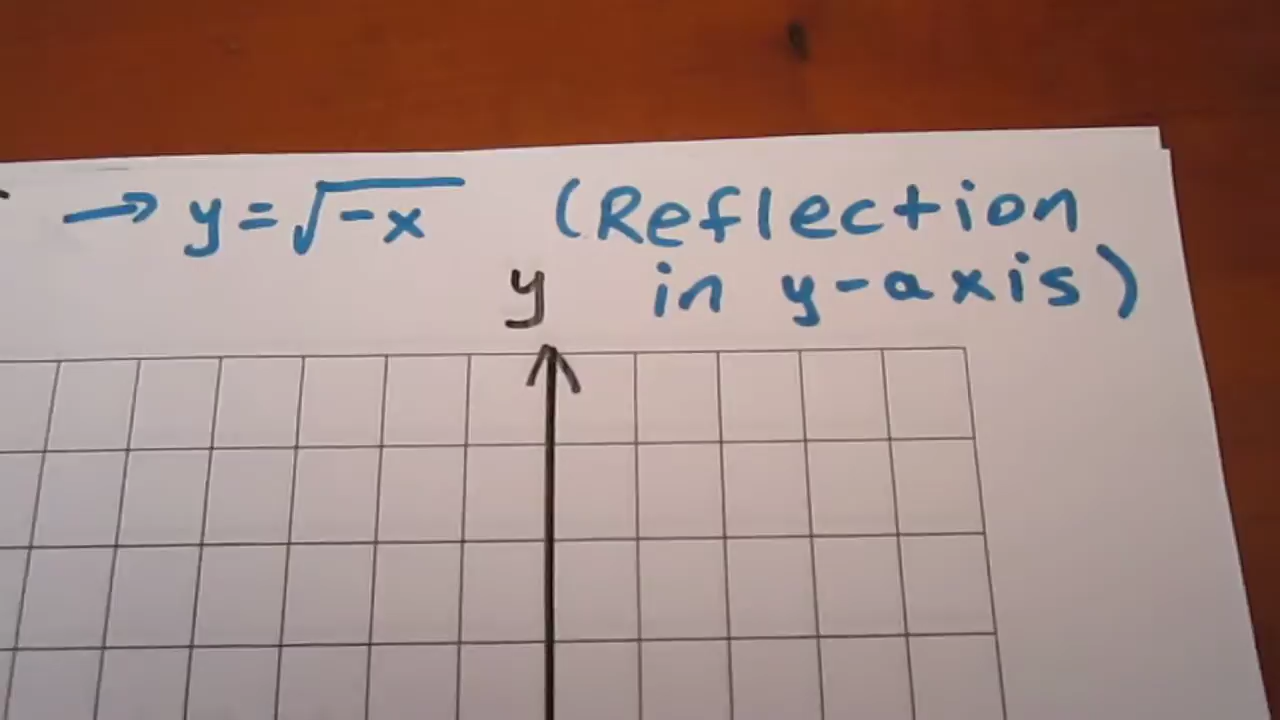 → y = √-x (Reflection
in y-axis)
y